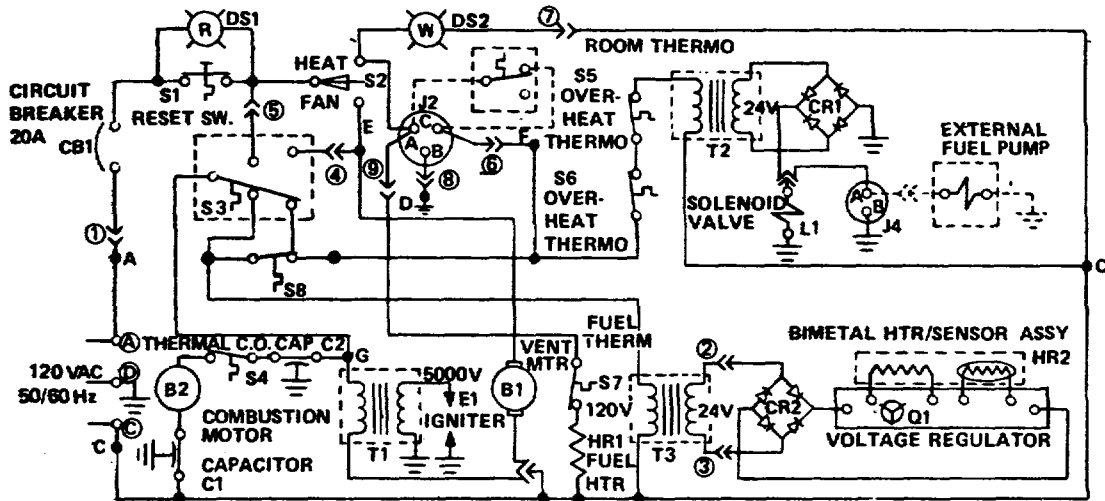 R DS1
W DS2
7
HEAT
ROOM THERMO
S1
S2
J2
S5
CIRCUIT
BREAKER
20A
RESET SW.
FAN
OVER-
HEAT
THERMO
24V
CR1
T2
EXTERNAL
FUEL PUMP
CB1
5
E
A
C
B
F
4
9
8
6
S3
D
S6
OVER-
HEAT
THERMO
SOLENOID
VALVE
L1
A
B
J4
1
A
S8
C
FUEL
THERM
BIMETAL HTR/SENSOR ASSY
HR2
A
THERMAL C.O.
CAP C2
G
VENT
MTR
2
120 VAC
50/60 Hz
D
B2
S4
5000V
E1
IGNITER
B1
S7
120V
24V
CR2
Q1
VOLTAGE REGULATOR
COMBUSTION
MOTOR
C
C
CAPACITOR
C1
T1
HR1
FUEL
HTR
T3
3